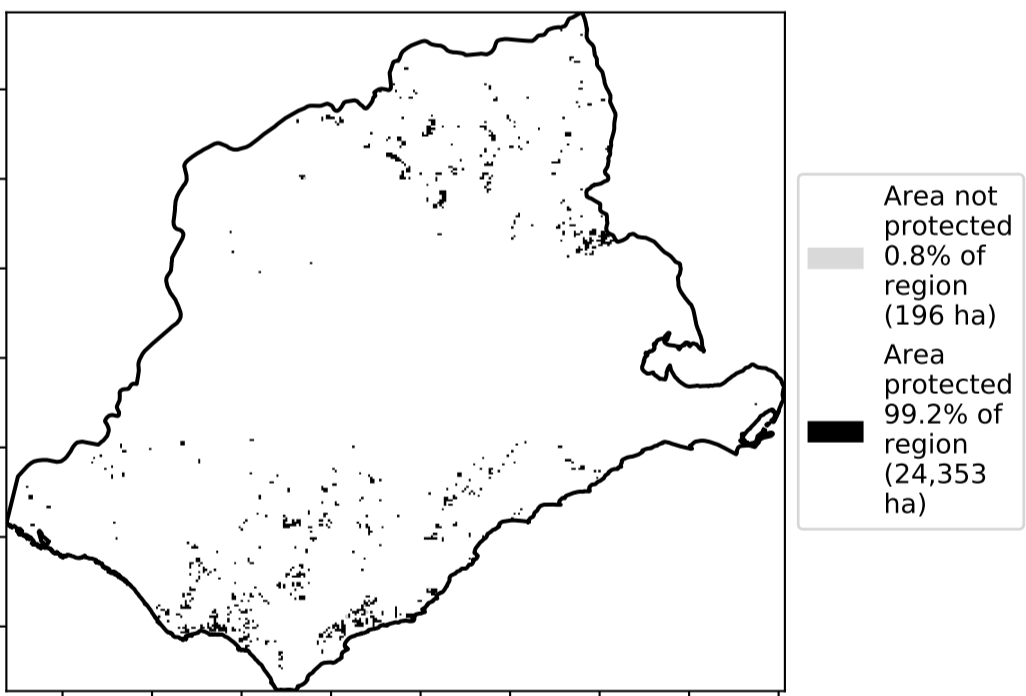 Area not
protected
0.8% of
region
(196 ha)
Area
protected
99.2% of
region
(24,353
ha)